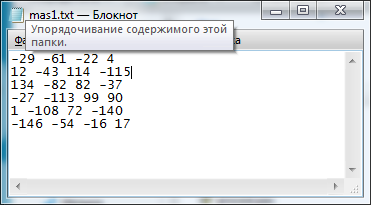 mas1.txt — Блокнот
Упорядочивание содержимого этой
папки.
-29 -61 -22 4
12 -43 114 -115
134 -82 82 -37
-27 -113 99 90
1 -108 72 -140
-146 -54 -16 17